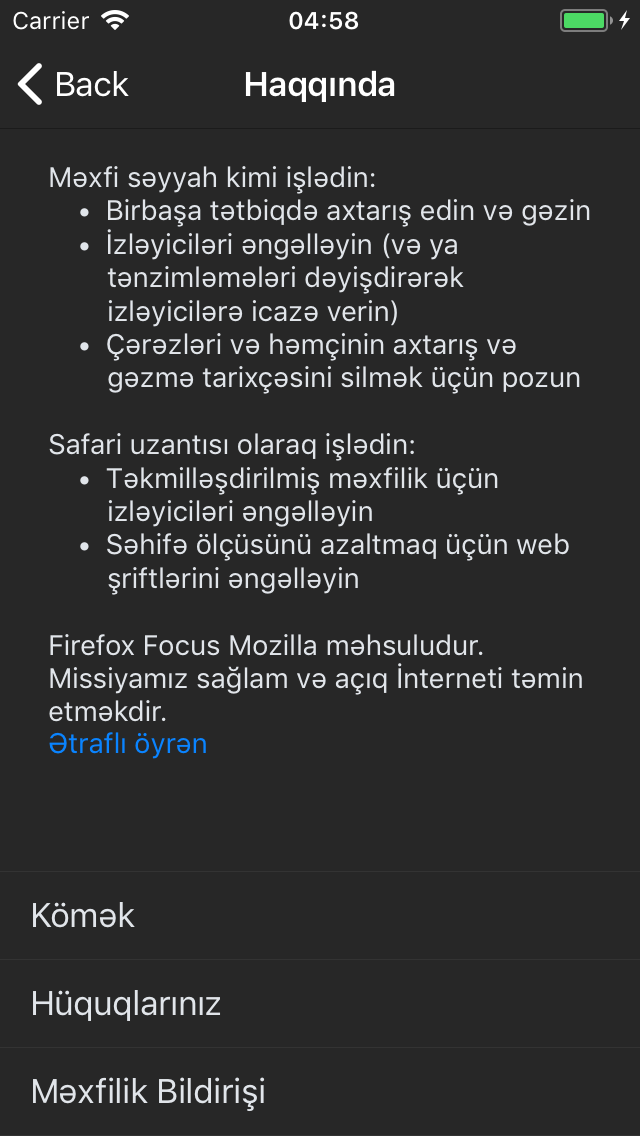 Carrier 04:58
Back Haqqında
Məxfi səyyah kimi işlədin:
• Birbaşa tətbiqdə axtarış edin və gəzin
• İzləyiciləri əngəlləyin (və ya
tənzimləmələri dəyişdirərək
izləyicilərə icazə verin)
• Çərəzləri və həmçinin axtarış və
gəzmə tarixçəsini silmək üçün pozun
Safari uzantısı olaraq işlədin:
• Təkmilləşdirilmiş məxfilik üçün
izləyiciləri əngəlləyin
• Səhifə ölçüsünü azaltmaq üçün web
şriftlərini əngəlləyin
Firefox Focus Mozilla məhsuludur.
Missiyamız sağlam və açıq İnterneti təmin
etməkdir.
Ətraflı öyrən
Kömək
Hüquqlarınız
Məxfilik Bildirişi